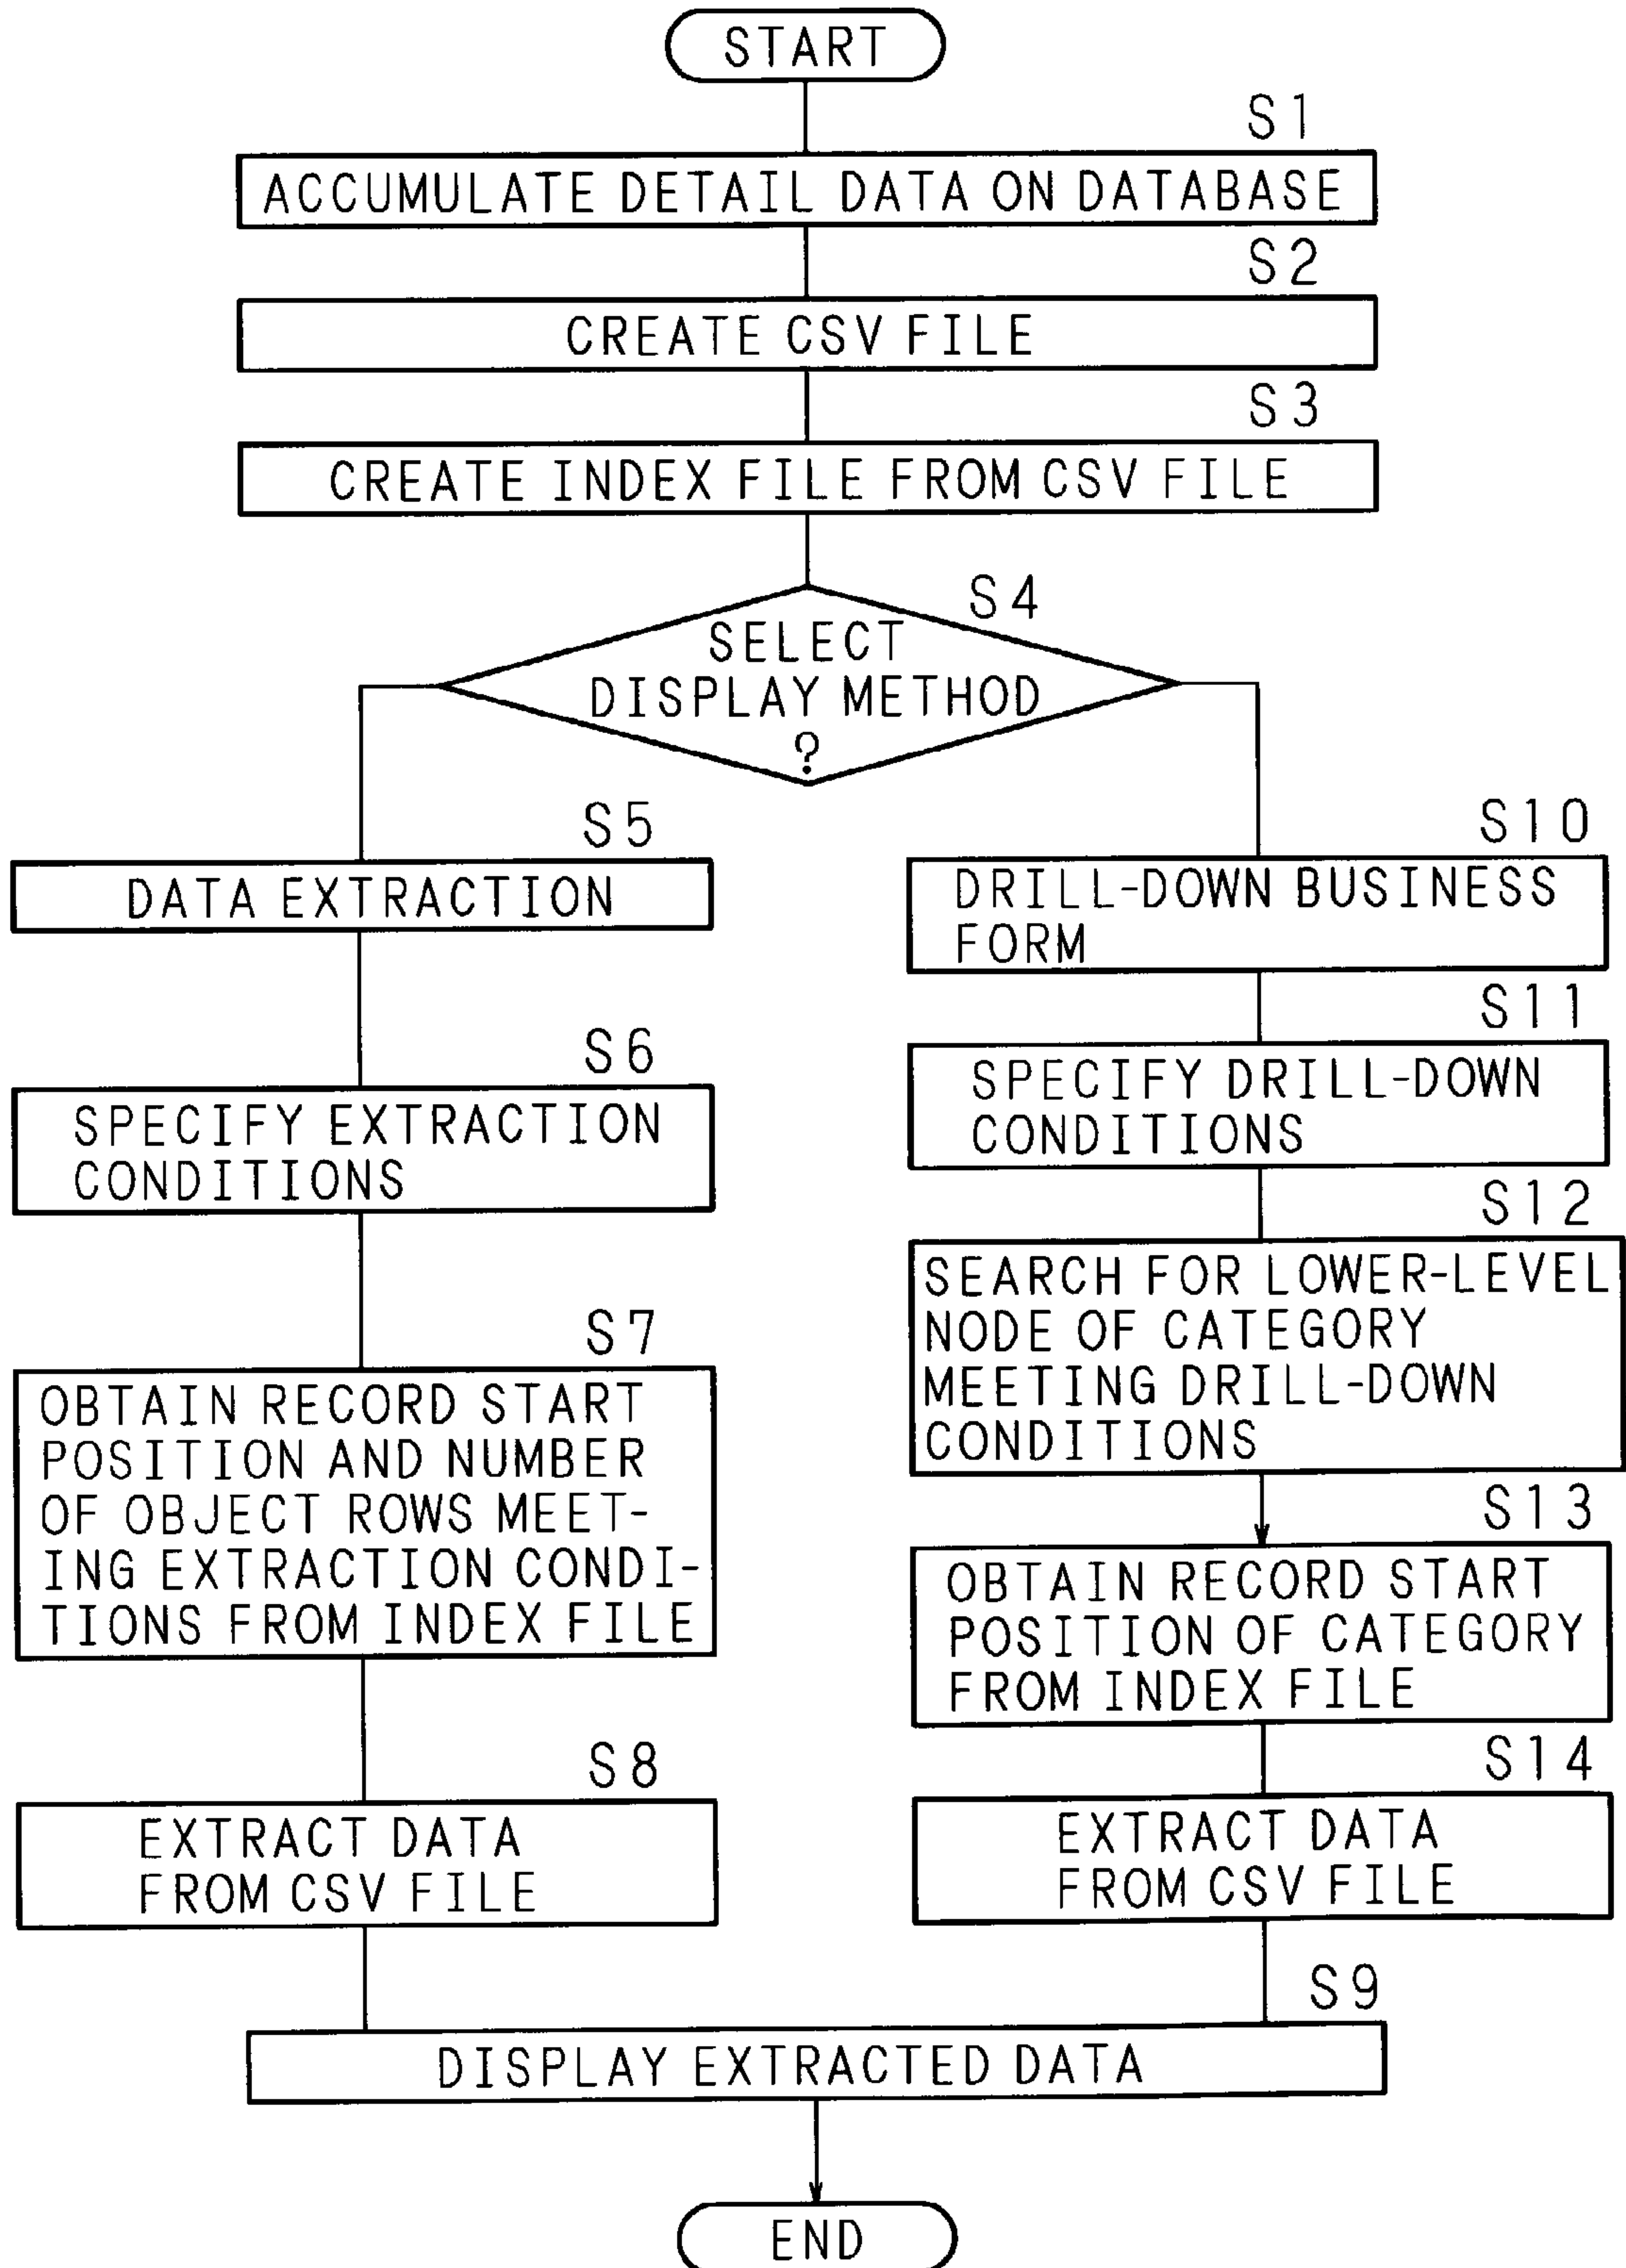 START
S1
ACCUMULATE DETAIL DATA ON DATABASE
S2
CREATE CSV FILE
S3
CREATE INDEX FILE FROM CSV FILE
S4
SELECT
DISPLAY METHOD
?
S5
DATA EXTRACTION
S6
SPECIFY EXTRACTION
CONDITIONS
S7
OBTAIN RECORD START
POSITION AND NUMBER
OF OBJECT ROWS MEET-
ING EXTRACTION CONDI-
TIONS FROM INDEX FILE
S8
EXTRACT DATA
FROM CSV FILE
S10
DRILL-DOWN BUSINESS
FORM
S11
SPECIFY DRILL-DOWN
CONDITIONS
S12
SEARCH FOR LOWER-LEVEL
NODE OF CATEGORY
MEETING DRILL-DOWN
CONDITIONS
S13
OBTAIN RECORD START
POSITION OF CATEGORY
FROM INDEX FILE
S14
EXTRACT DATA
FROM CSV FILE
S9
DISPLAY EXTRACTED DATA
END